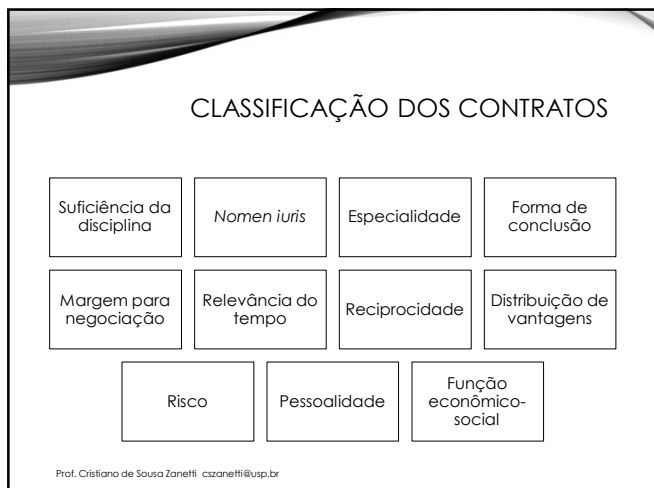 CLASSIFICAÇÃO DOS CONTRATOS
Suficiência da
disciplina
Nomen iuris
Especialidade
Forma de
conclusão
Margem para
negociação
Relevância do
tempo
Reciprocidade
Distribuição de
vantagens
Risco
Pessoalidade
Função
econômico-
social
Prof. Cristiano de Sousa Zanetti cszanetti@usp.br